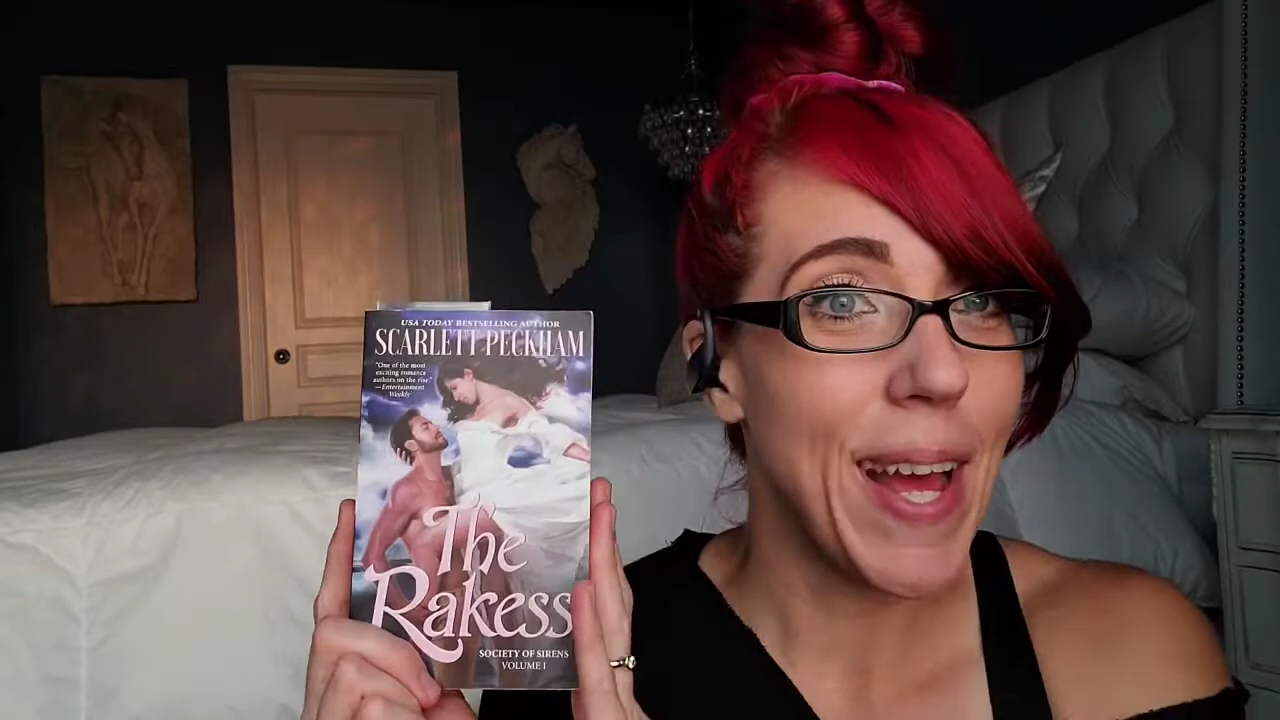 USA TODAY BESTSELLING AUTHOR
SCARLETT PECKHAM
"One of the most
exciting romance
authors on the rise."
—Entertainment
Weekly
The
Rakess
SOCIETY OF SIRENS
VOLUME I